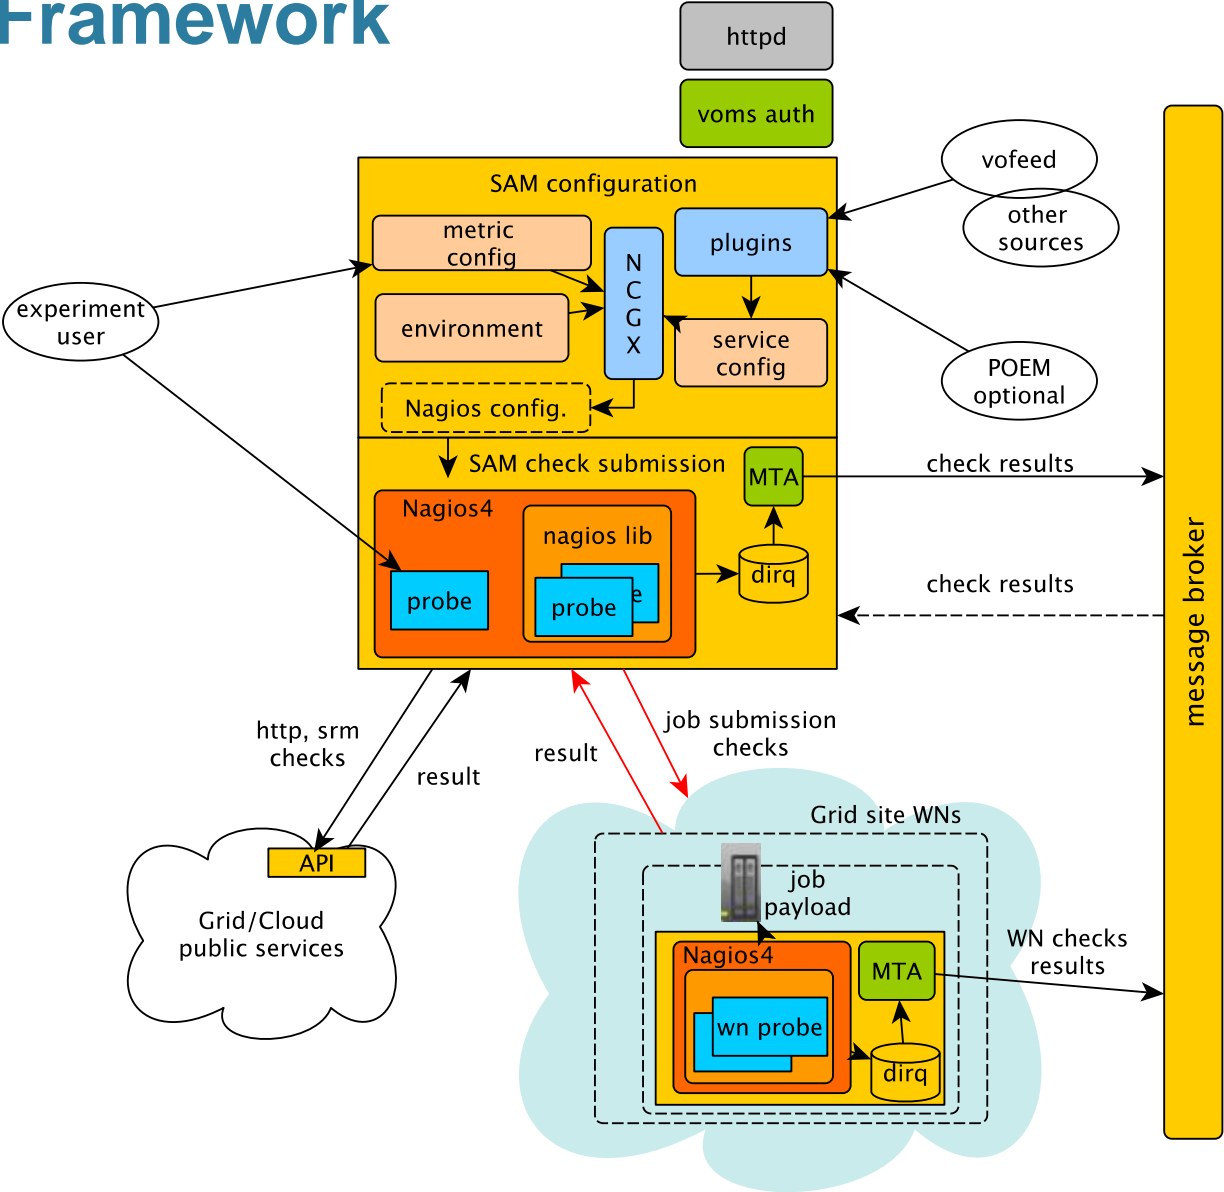 Framework
httpd
voms auth
SAM configuration
vofeed
other
sources
metric
config
plugins
N
C
G
X
experiment
user
environment
service
config
POEM
optional
Nagios config.
SAM check submission
MTA
check results
Nagios4
nagios lib
dirq
probe
probe
e
check results
message broker
http, srm
checks
result
result
job submission
checks
API
Grid/Cloud
public services
Grid site WNs
job
payload
Nagios4
MTA
WN checks
results
wn probe
dirq